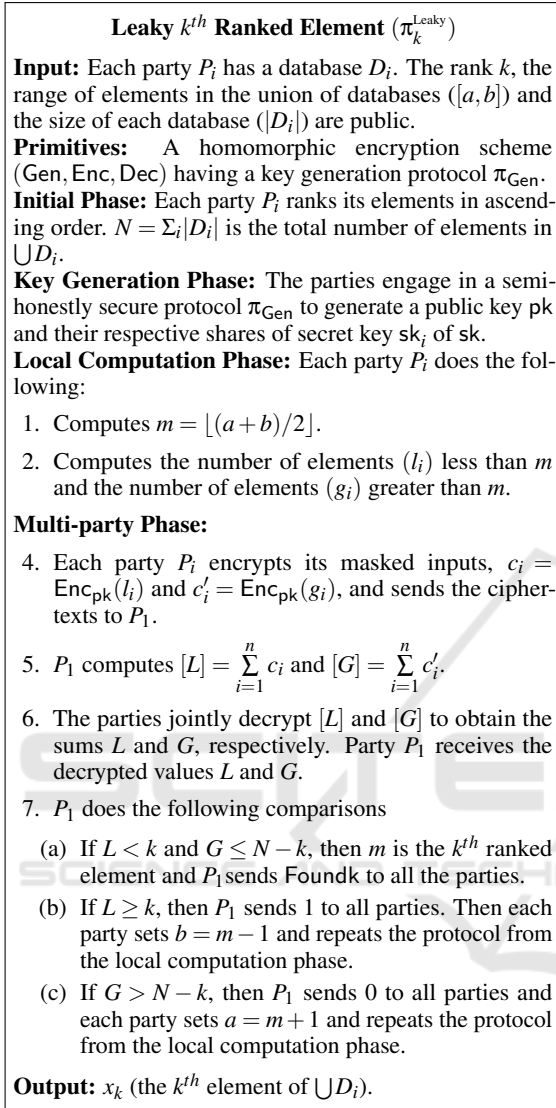 Leaky kth Ranked Element (π_k^Leaky)
Input: Each party P_i has a database D_i. The rank k, the
range of elements in the union of databases ([a,b]) and
the size of each database (|D_i|) are public.
Primitives: A homomorphic encryption scheme
(Gen,Enc,Dec) having a key generation protocol π_Gen.
Initial Phase: Each party P_i ranks its elements in ascend-
ing order. N = Σ_i|D_i| is the total number of elements in
⋃D_i.
Key Generation Phase: The parties engage in a semi-
honestly secure protocol π_Gen to generate a public key pk
and their respective shares of secret key sk_i of sk.
Local Computation Phase: Each party P_i does the fol-
lowing:
1. Computes m = ⌊(a+b)/2⌋.
2. Computes the number of elements (l_i) less than m
and the number of elements (g_i) greater than m.
Multi-party Phase:
4. Each party P_i encrypts its masked inputs, c_i =
Enc_pk(l_i) and c′_i = Enc_pk(g_i), and sends the cipher-
texts to P_1.
5. P_1 computes [L] = Σ_{i=1}^n c_i and [G] = Σ_{i=1}^n c′_i.
6. The parties jointly decrypt [L] and [G] to obtain the
sums L and G, respectively. Party P_1 receives the
decrypted values L and G.
7. P_1 does the following comparisons
(a) If L < k and G ≤ N − k, then m is the kth ranked
element and P_1sends Foundk to all the parties.
(b) If L ≥ k, then P_1 sends 1 to all parties. Then each
party sets b = m − 1 and repeats the protocol from
the local computation phase.
(c) If G > N − k, then P_1 sends 0 to all parties and
each party sets a = m + 1 and repeats the protocol
from the local computation phase.
Output: x_k (the kth element of ⋃D_i).